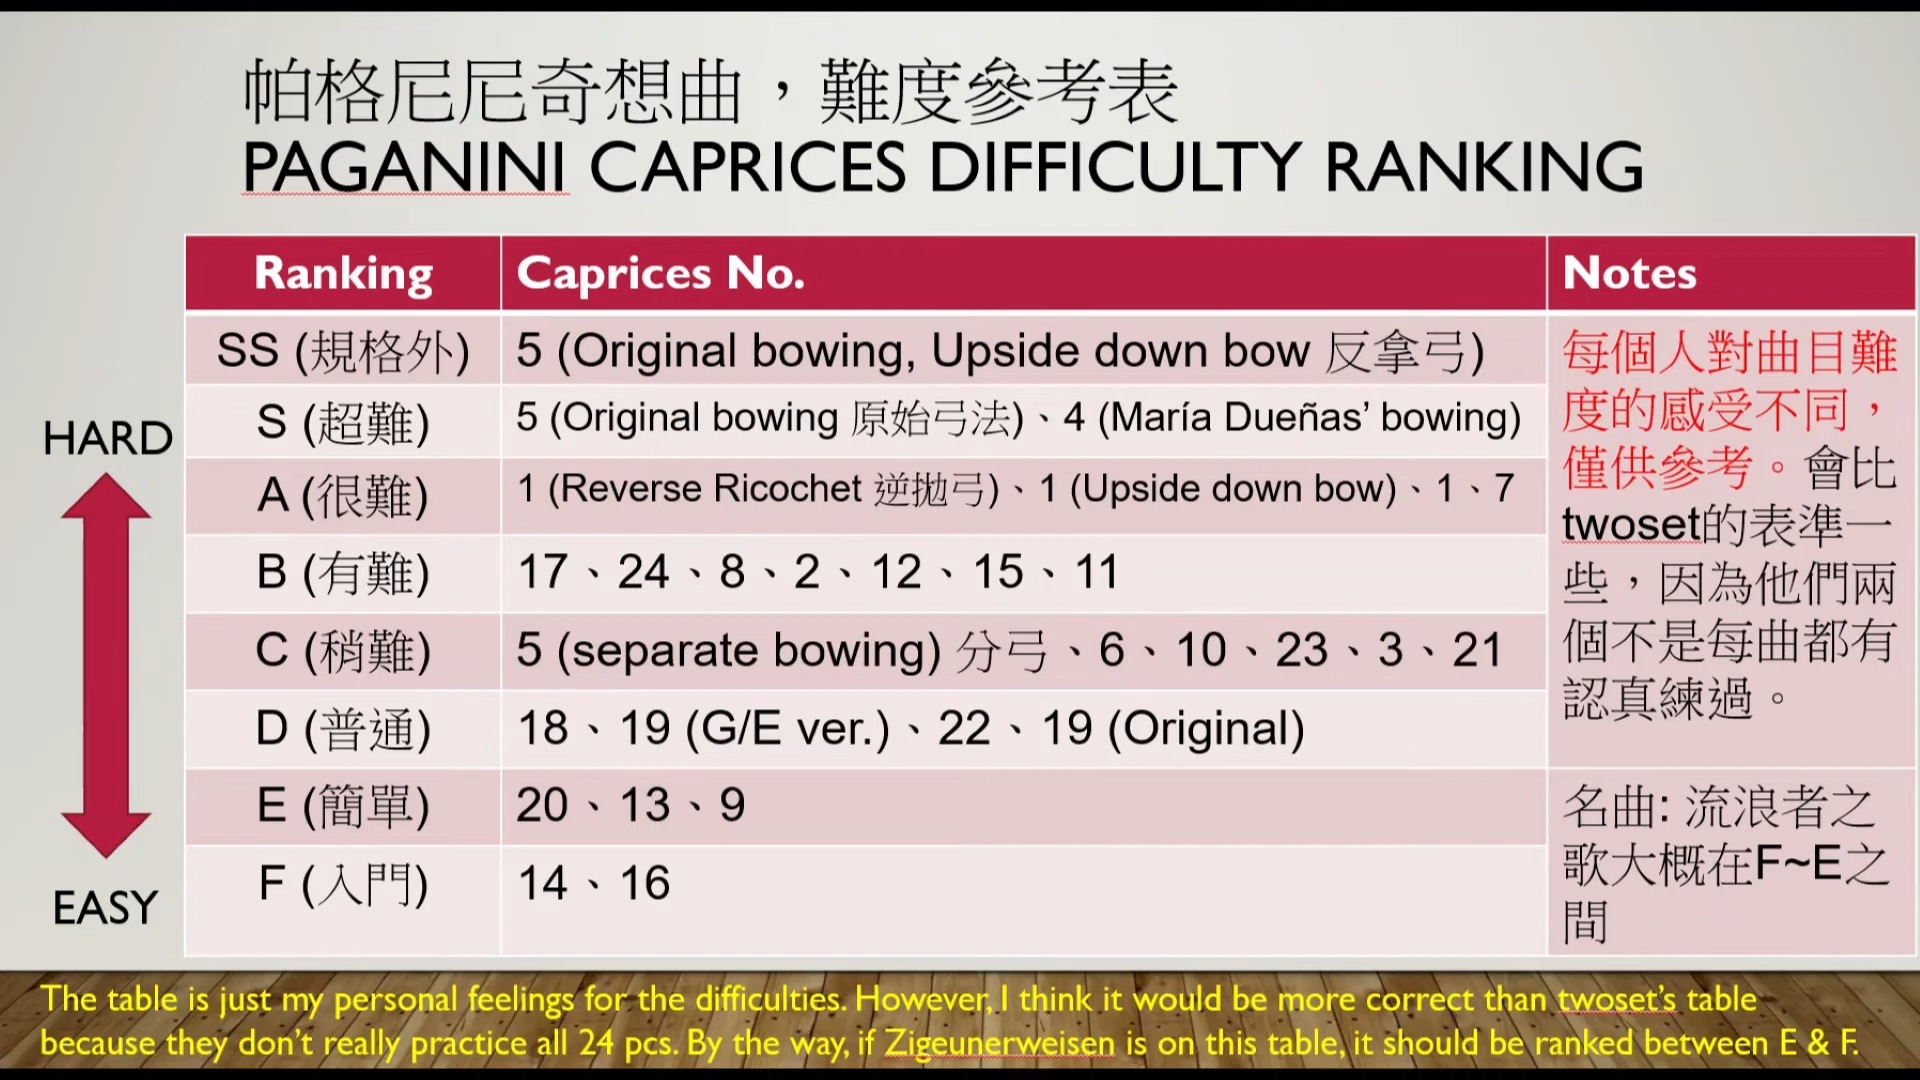 帕格尼尼奇想曲，難度參考表
PAGANINI CAPRICES DIFFICULTY RANKING
Ranking
Caprices No.
Notes
SS (規格外)
5 (Original bowing, Upside down bow 反拿弓)
S (超難)
5 (Original bowing 原始弓法)、4 (María Dueñas’ bowing)
A (很難)
1 (Reverse Ricochet 逆拋弓)、1 (Upside down bow)、1、7
B (有難)
17、24、8、2、12、15、11
C (稍難)
5 (separate bowing) 分弓、6、10、23、3、21
D (普通)
18、19 (G/E ver.)、22、19 (Original)
E (簡單)
20、13、9
F (入門)
14、16
每個人對曲目難
度的感受不同，
僅供參考。會比
twoset的表準一
些，因為他們兩
個不是每曲都有
認真練過。
名曲: 流浪者之
歌大概在F~E之
間
HARD
EASY
The table is just my personal feelings for the difficulties. However, I think it would be more correct than twoset’s table
because they don’t really practice all 24 pcs. By the way, if Zigeunerweisen is on this table, it should be ranked between E & F.